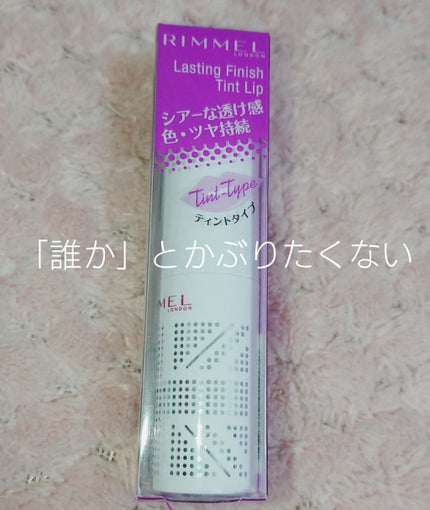 RIMMEL
LONDON
Lasting Finish
Tint Lip
シアーな透け感
色・ツヤ持続
Tint-Type
ティントタイプ
「誰か」とかぶりたくない
MEL
LONDON